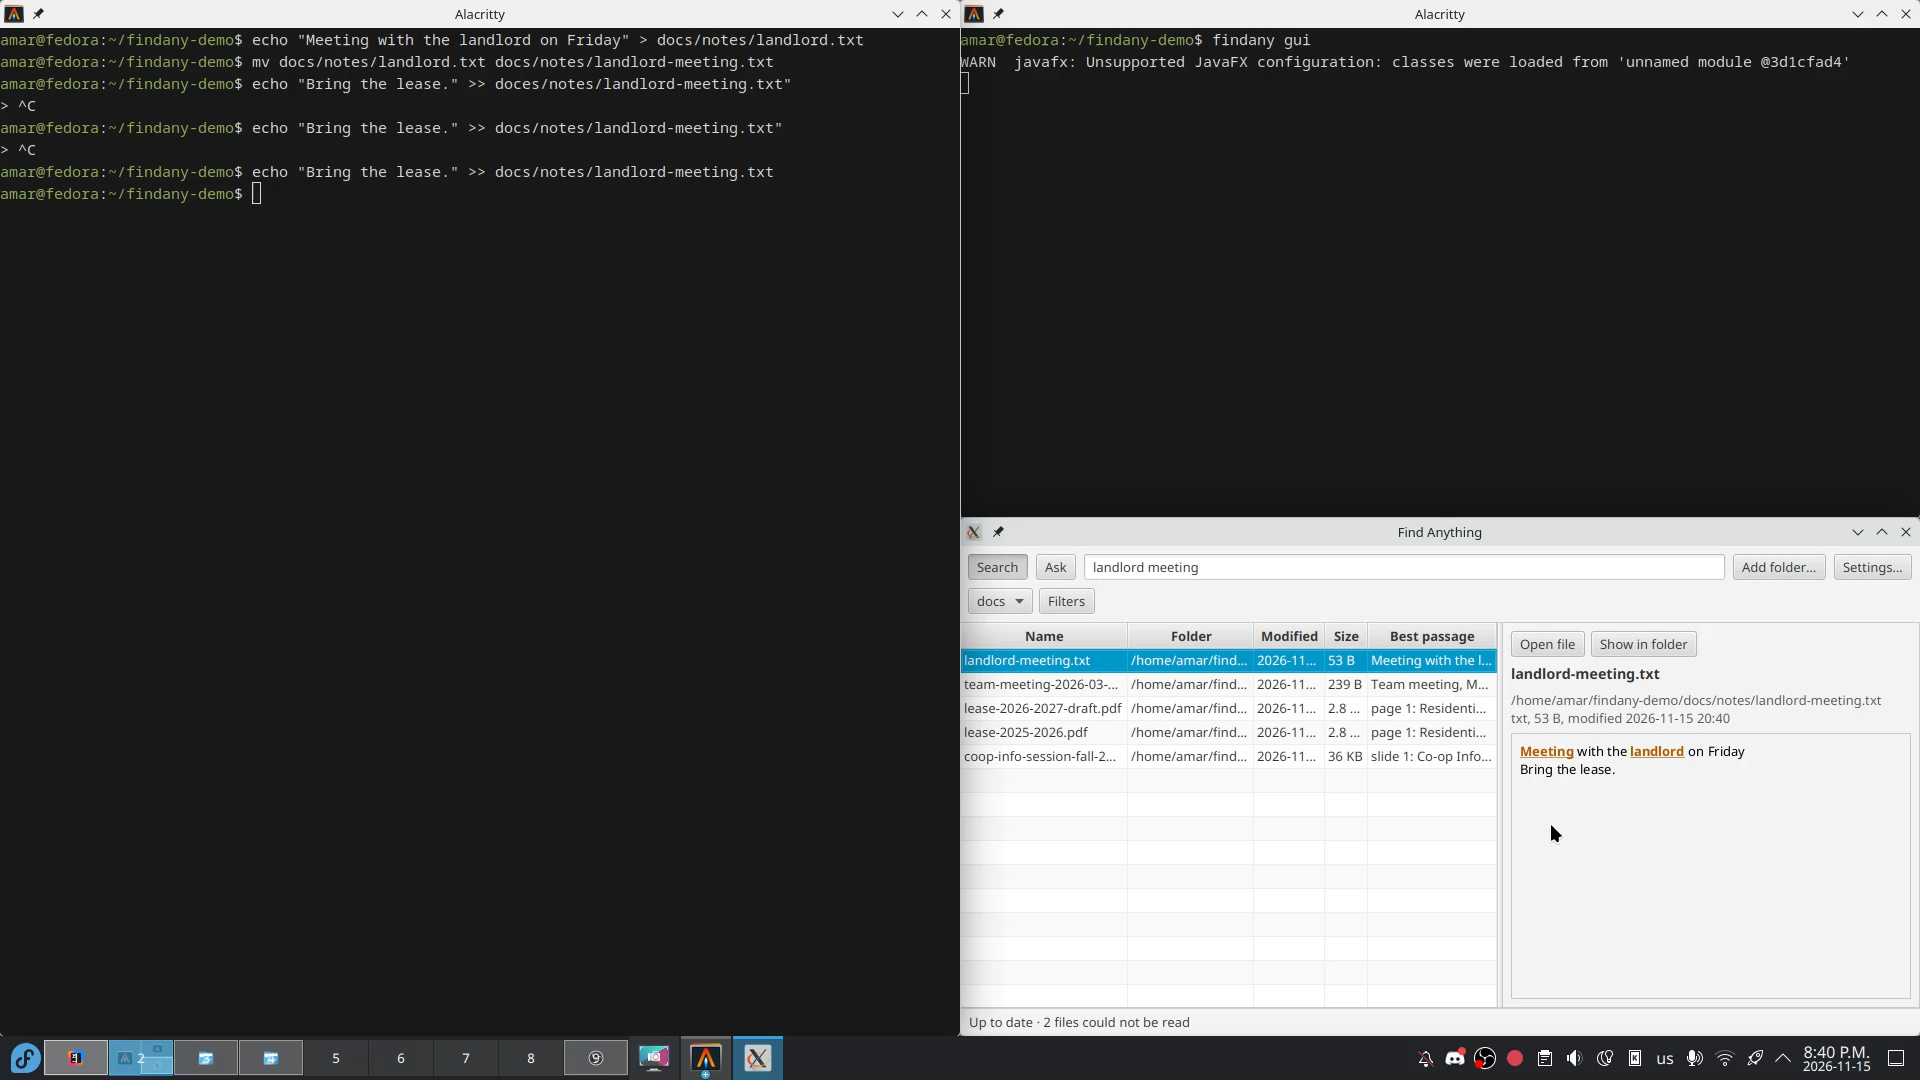 Alacritty
amar@fedora:~/findany-demo$ echo "Meeting with the landlord on Friday" > docs/notes/landlord.txt
amar@fedora:~/findany-demo$ mv docs/notes/landlord.txt docs/notes/landlord-meeting.txt
amar@fedora:~/findany-demo$ echo "Bring the lease." >> doces/notes/landlord-meeting.txt"
> ^C
amar@fedora:~/findany-demo$ echo "Bring the lease." >> docs/notes/landlord-meeting.txt"
> ^C
amar@fedora:~/findany-demo$ echo "Bring the lease." >> docs/notes/landlord-meeting.txt
amar@fedora:~/findany-demo$
Alacritty
amar@fedora:~/findany-demo$ findany gui
WARN  javafx: Unsupported JavaFX configuration: classes were loaded from 'unnamed module @3d1cfad4'
Find Anything
Search Ask landlord meeting Add folder... Settings...
docs Filters
Name Folder Modified Size Best passage
landlord-meeting.txt /home/amar/find... 2026-11... 53 B Meeting with the l...
team-meeting-2026-03-... /home/amar/find... 2026-11... 239 B Team meeting, M...
lease-2026-2027-draft.pdf /home/amar/find... 2026-11... 2.8 ... page 1: Residenti...
lease-2025-2026.pdf /home/amar/find... 2026-11... 2.8 ... page 1: Residenti...
coop-info-session-fall-2... /home/amar/find... 2026-11... 36 KB slide 1: Co-op Info...
Open file Show in folder
landlord-meeting.txt
/home/amar/findany-demo/docs/notes/landlord-meeting.txt
txt, 53 B, modified 2026-11-15 20:40
Meeting with the landlord on Friday
Bring the lease.
Up to date · 2 files could not be read
2 5 6 7 8 9 us 8:40 P.M.
2026-11-15